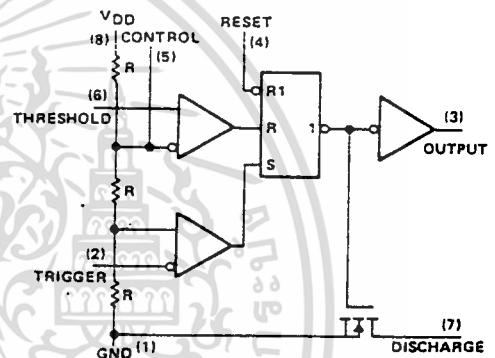 VDD
(8)
CONTROL
(5)
R
RESET
(4)
(6)
THRESHOLD
R1
R
1
S
(3)
OUTPUT
R
(2)
TRIGGER
R
GND (1)
(7)
DISCHARGE